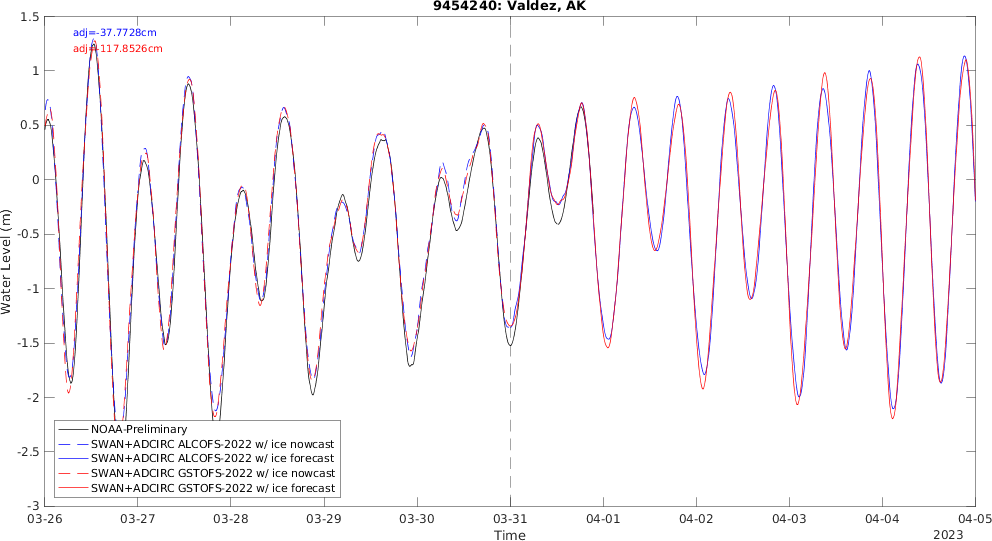 9454240: Valdez, AK
adj=-37.7728cm
adj=-117.8526cm
1.5
1
0.5
0
-0.5
-1
-1.5
-2
-2.5
-3
Water Level (m)
NOAA-Preliminary
SWAN+ADCIRC ALCOFS-2022 w/ ice nowcast
SWAN+ADCIRC ALCOFS-2022 w/ ice forecast
SWAN+ADCIRC GSTOFS-2022 w/ ice nowcast
SWAN+ADCIRC GSTOFS-2022 w/ ice forecast
03-26 03-27 03-28 03-29 03-30 03-31 04-01 04-02 04-03 04-04 04-05
Time
2023